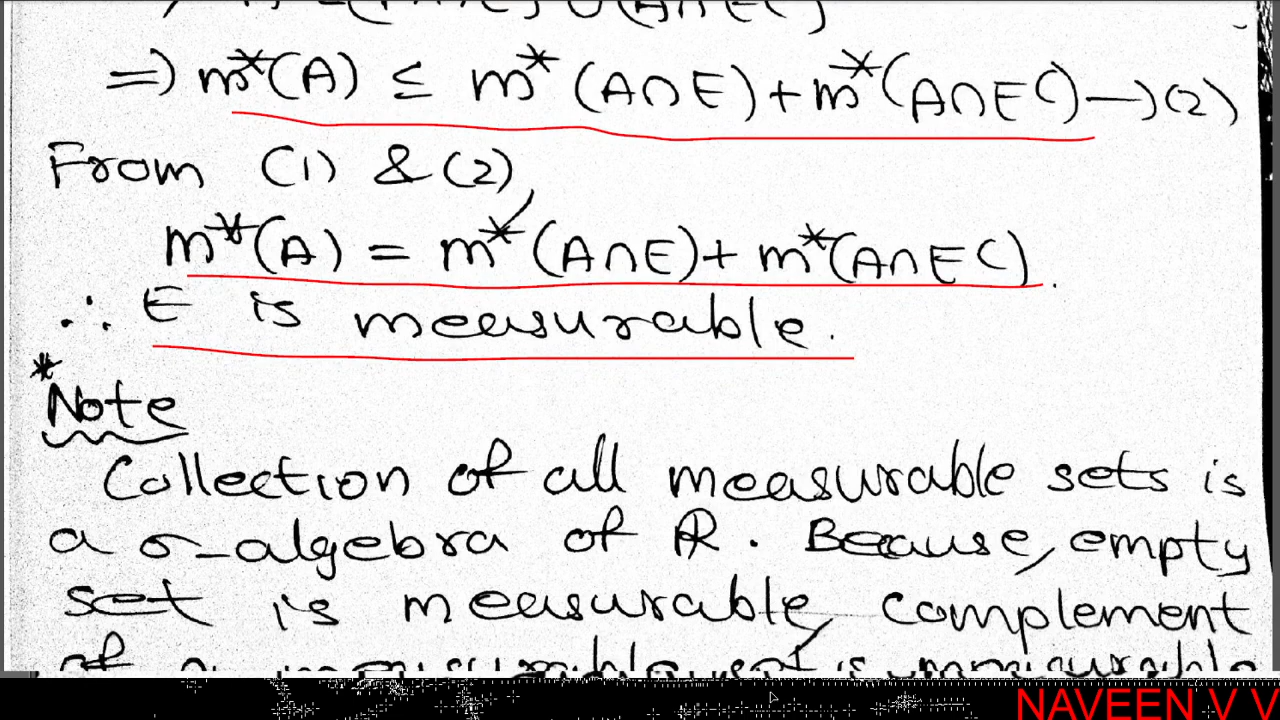 =) m*(A) ≤ m*(A∩E)+m*(A∩EC)—)(2)
From (1) &(2),
m*(A) = m*(A∩E)+ m*(A∩EC).
∴ E is measurable.
*Note
Collection of all measurable sets is
a σ-algebra of ℝ. Because, empty
set is measurable, complement
NAVEEN V V